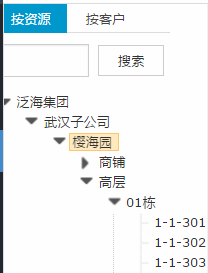 按资源 按客户
搜索
泛海集团
武汉子公司
樱海园
商铺
高层
01栋
1-1-301
1-1-302
1-1-303